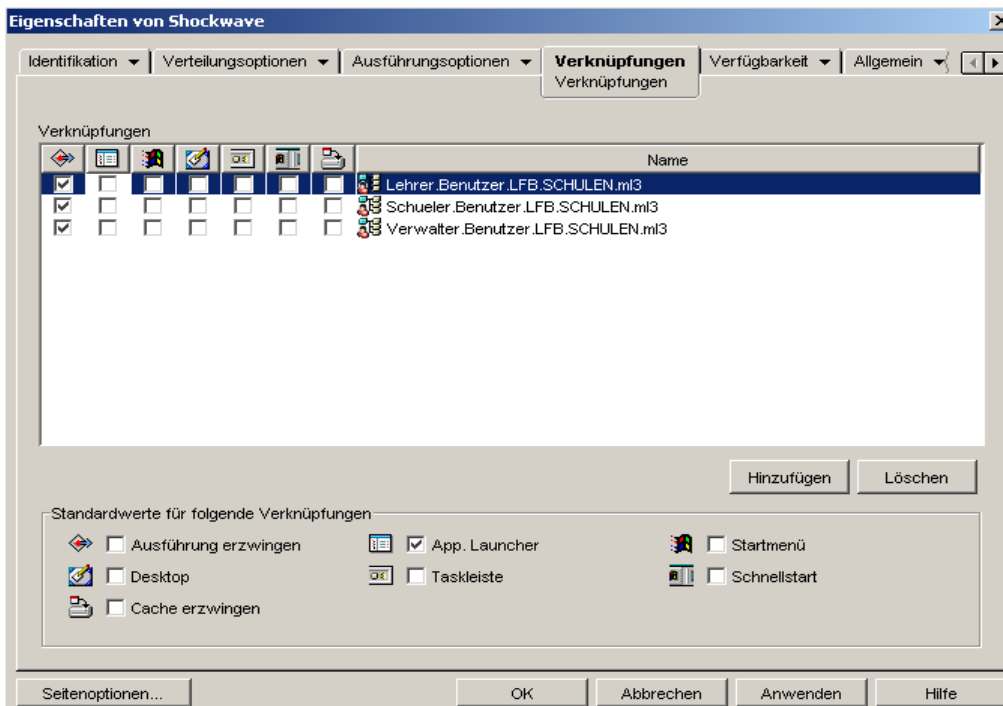 Eigenschaften von Shockwave
Identifikation Verteilungsoptionen Ausführungsoptionen Verknüpfungen Verfügbarkeit Allgemein
Verknüpfungen
Verknüpfungen
Name
Lehrer.Benutzer.LFB.SCHULEN.ml3
Schueler.Benutzer.LFB.SCHULEN.ml3
Verwalter.Benutzer.LFB.SCHULEN.ml3
Hinzufügen Löschen
Standardwerte für folgende Verknüpfungen
Ausführung erzwingen App. Launcher Startmenü
Desktop Taskleiste Schnellstart
Cache erzwingen
Seitenoptionen... OK Abbrechen Anwenden Hilfe